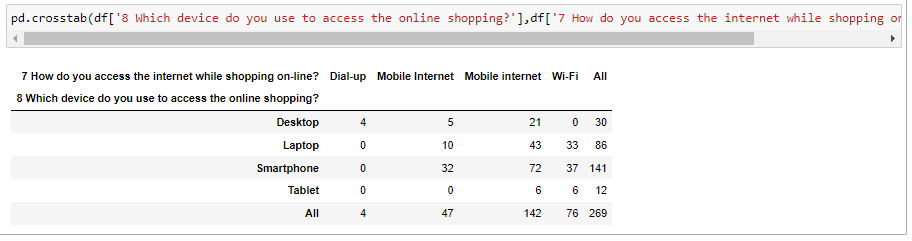 pd.crosstab(df['8 Which device do you use to access the online shopping?'],df['7 How do you access the internet while shopping
7 How do you access the internet while shopping on-line? Dial-up Mobile Internet Mobile internet Wi-Fi All
8 Which device do you use to access the online shopping?
Desktop 4 5 21 0 30
Laptop 0 10 43 33 86
Smartphone 0 32 72 37 141
Tablet 0 0 6 6 12
All 4 47 142 76 269